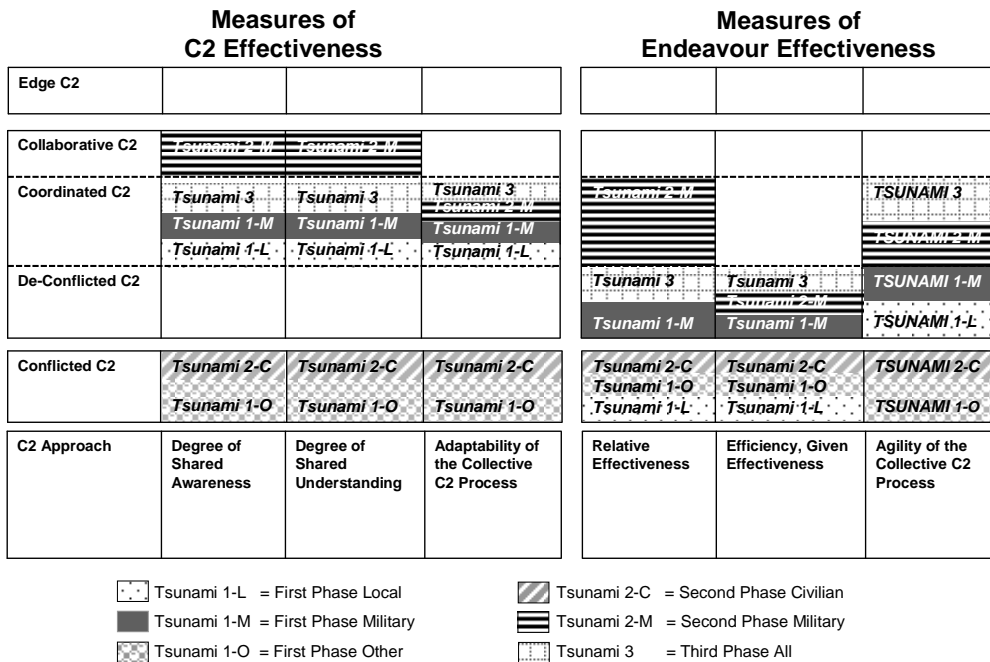 Measures of
C2 Effectiveness
Measures of
Endeavour Effectiveness
Edge C2
Collaborative C2
Tsunami 2-M
Tsunami 2-M
Coordinated C2
Tsunami 3
Tsunami 3
Tsunami 3
Tsunami 2-M
Tsunami 1-M
Tsunami 1-M
Tsunami 1-M
Tsunami 1-L
Tsunami 1-L
Tsunami 1-L
Tsunami 2-M
TSUNAMI 3
TSUNAMI 2-M
De-Conflicted C2
Tsunami 3
Tsunami 3
Tsunami 2-M
TSUNAMI 1-M
Tsunami 1-M
Tsunami 1-M
TSUNAMI 1-L
Conflicted C2
Tsunami 2-C
Tsunami 2-C
Tsunami 2-C
Tsunami 1-O
Tsunami 1-O
Tsunami 1-O
Tsunami 2-C
Tsunami 2-C
TSUNAMI 2-C
Tsunami 1-O
Tsunami 1-O
Tsunami 1-L
Tsunami 1-L
TSUNAMI 1-O
C2 Approach
Degree of
Shared
Awareness
Degree of
Shared
Understanding
Adaptability of
the Collective
C2 Process
Relative
Effectiveness
Efficiency, Given
Effectiveness
Agility of the
Collective C2
Process
Tsunami 1-L = First Phase Local
Tsunami 1-M = First Phase Military
Tsunami 1-O = First Phase Other
Tsunami 2-C = Second Phase Civilian
Tsunami 2-M = Second Phase Military
Tsunami 3 = Third Phase All